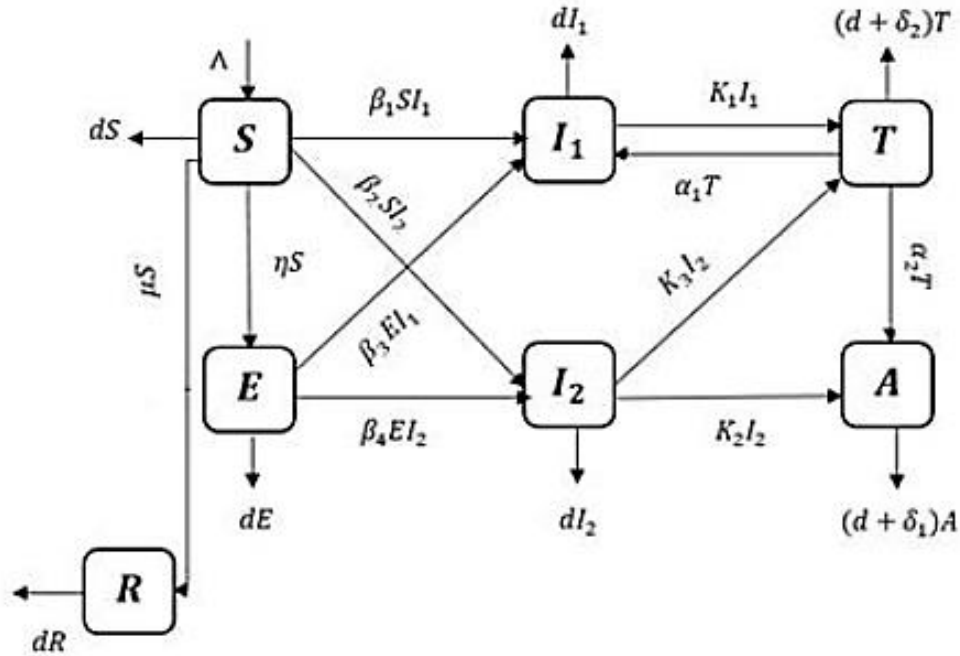 dI₁
(d + δ₂)T
Λ
β₁SI₁
K₁I₁
dS
S
I₁
T
α₁T
β₂SI₂
μS
ηS
K₃I₂
α₂T
β₃EI₁
E
I₂
A
β₄EI₂
K₂I₂
dE
dI₂
(d + δ₁)A
R
dR